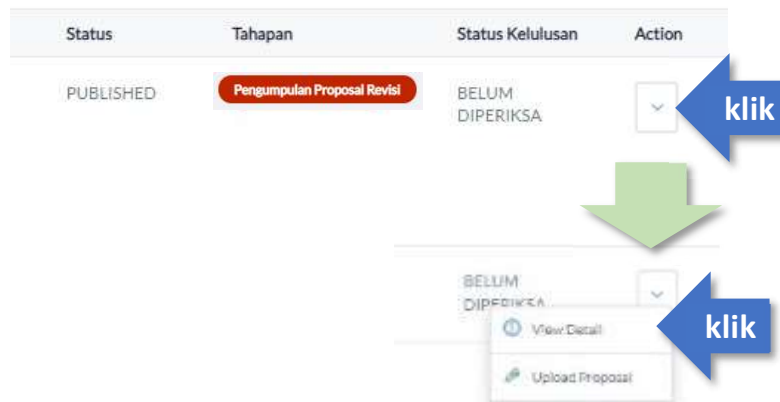 Status Tahapan Status Kelulusan Action
PUBLISHED Pengumpulan Proposal Revisi BELUM
DIPERIKSA
klik
BELUM
DIPERIKSA
View Detail
klik
Upload Proposal